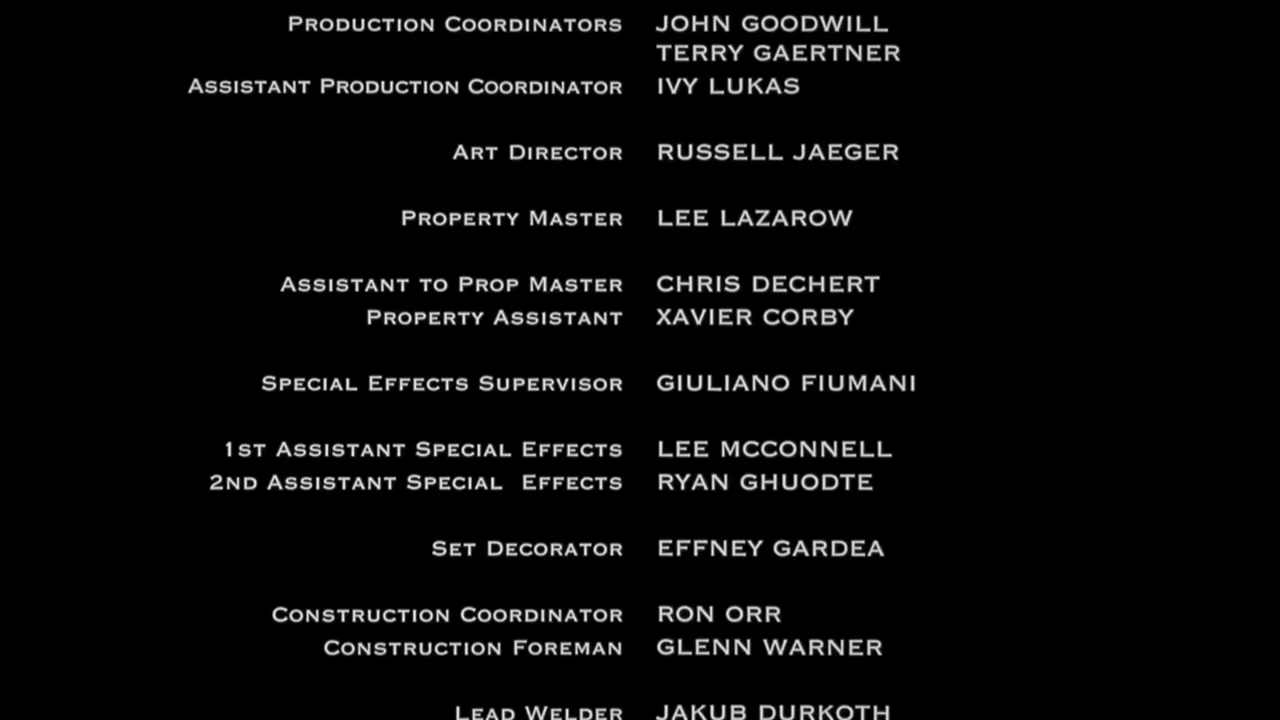 Production Coordinators JOHN GOODWILL
TERRY GAERTNER
Assistant Production Coordinator IVY LUKAS
Art Director RUSSELL JAEGER
Property Master LEE LAZAROW
Assistant to Prop Master CHRIS DECHERT
Property Assistant XAVIER CORBY
Special Effects Supervisor GIULIANO FIUMANI
1st Assistant Special Effects LEE MCCONNELL
2nd Assistant Special Effects RYAN GHUODTE
Set Decorator EFFNEY GARDEA
Construction Coordinator RON ORR
Construction Foreman GLENN WARNER
Lead Welder JAKUB DURKOTH